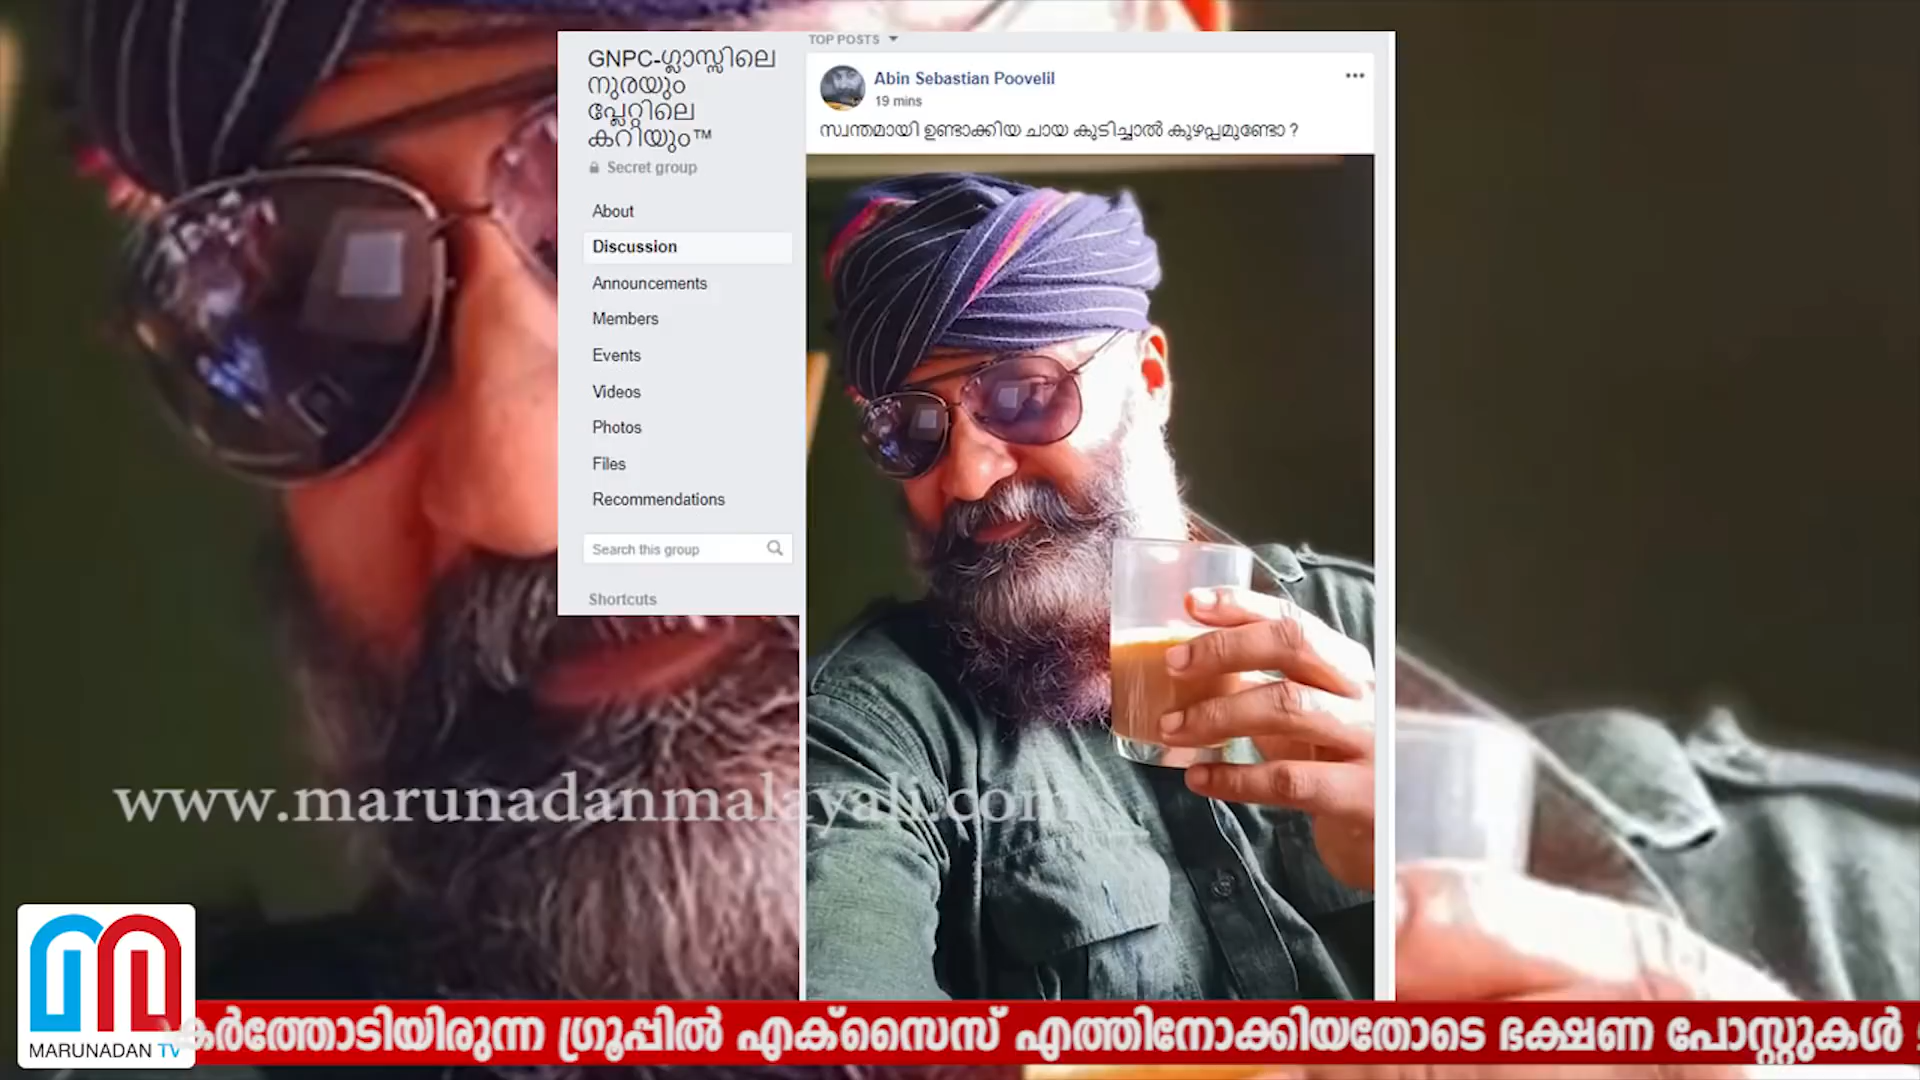 TOP POSTS
GNPC-ഗ്ലാസ്സിലെ
നുരയും
പ്ലേറ്റിലെ
കറിയും™
Secret group
About
Discussion
Announcements
Members
Events
Videos
Photos
Files
Recommendations
Search this group
Shortcuts
Abin Sebastian Poovelil
19 mins
സ്വന്തമായി ഉണ്ടാക്കിയ ചായ കുടിച്ചാൽ കുഴപ്പമുണ്ടോ ?
www.marunadanmalayali.com
MARUNADAN TV
കർത്തോടിയിരുന്ന ഗ്രൂപ്പിൽ എക്സൈസ് എത്തിനോക്കിയതോടെ ഭക്ഷണ പോസ്റ്റുകൾ